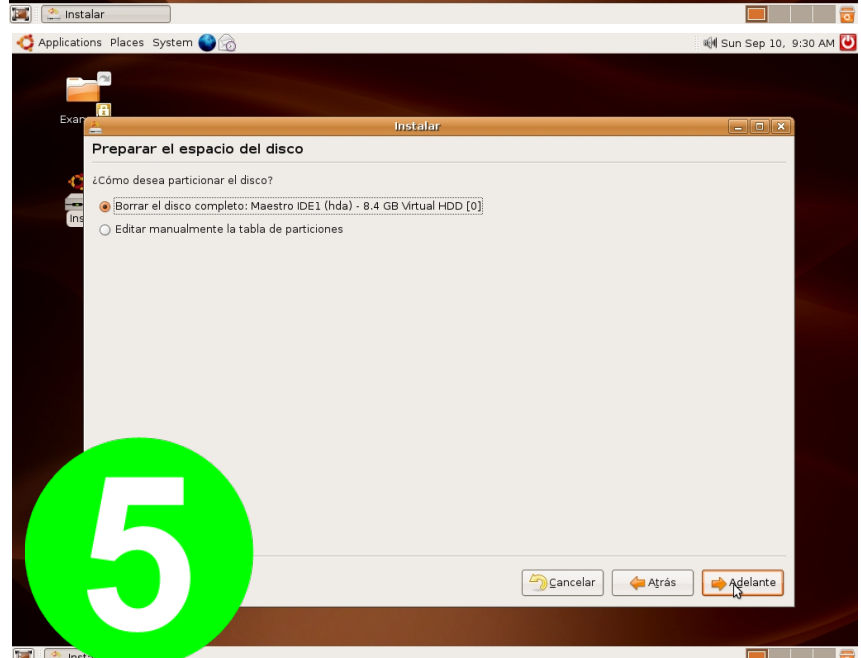 Instalar
Applications Places System
Sun Sep 10, 9:30 AM
Instalar
Preparar el espacio del disco
¿Cómo desea particionar el disco?
Borrar el disco completo: Maestro IDE1 (hda) - 8.4 GB Virtual HDD [0]
Editar manualmente la tabla de particiones
5
Cancelar
Atrás
Adelante